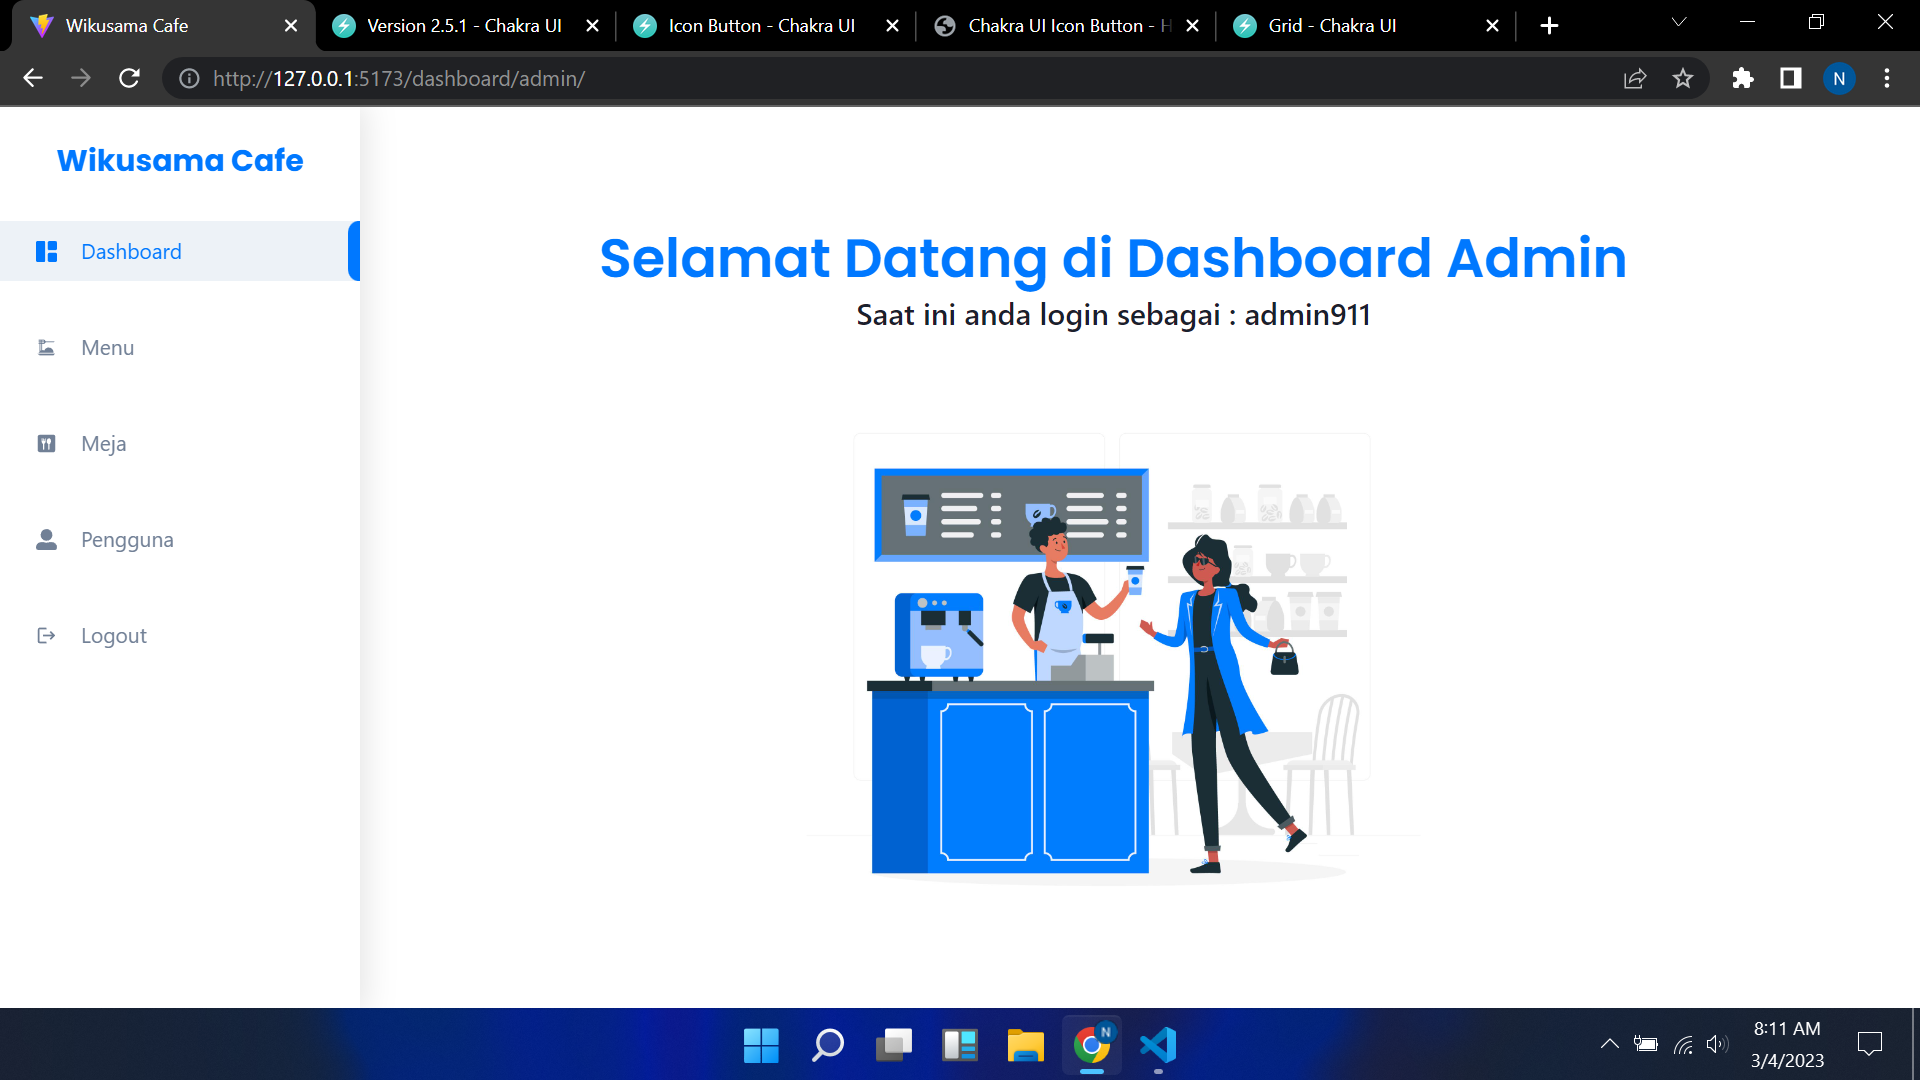 Wikusama Cafe
Version 2.5.1 - Chakra UI
Icon Button - Chakra UI
Chakra UI Icon Button -
Grid - Chakra UI
http://127.0.0.1:5173/dashboard/admin/
N
Wikusama Cafe
Dashboard
Menu
Meja
Pengguna
Logout
Selamat Datang di Dashboard Admin
Saat ini anda login sebagai : admin911
N
8:11 AM
3/4/2023